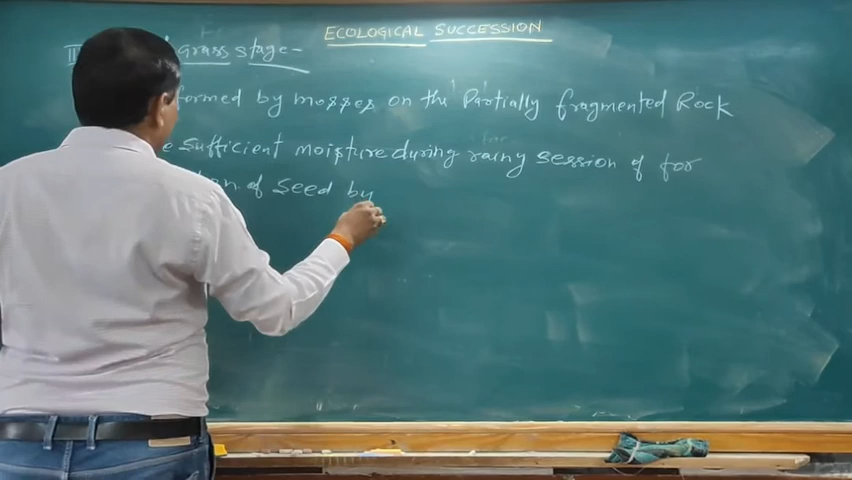 ECOLOGICAL SUCCESSION
Grass stage-
formed by mosses on the Partially fragmented Rock
sufficient moisture during rainy session of for
of seed by